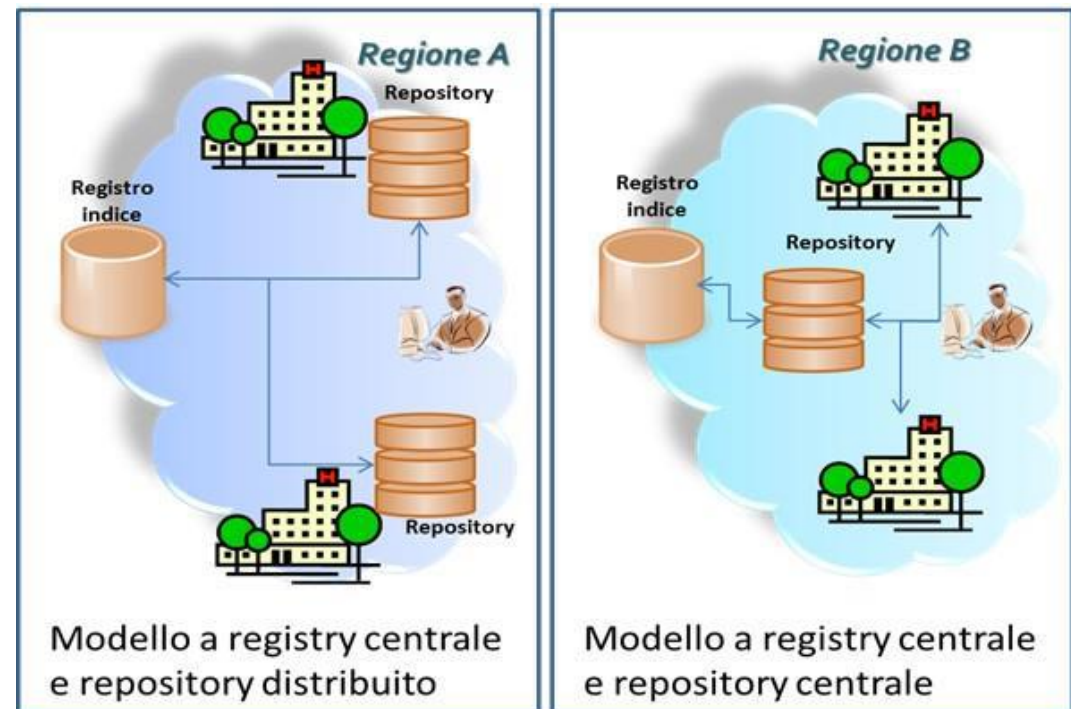 Regione A
H
Repository
Registro
indice
H
Repository
Modello a registry centrale
e repository distribuito
Regione B
H
Registro
indice
Repository
H
Modello a registry centrale
e repository centrale